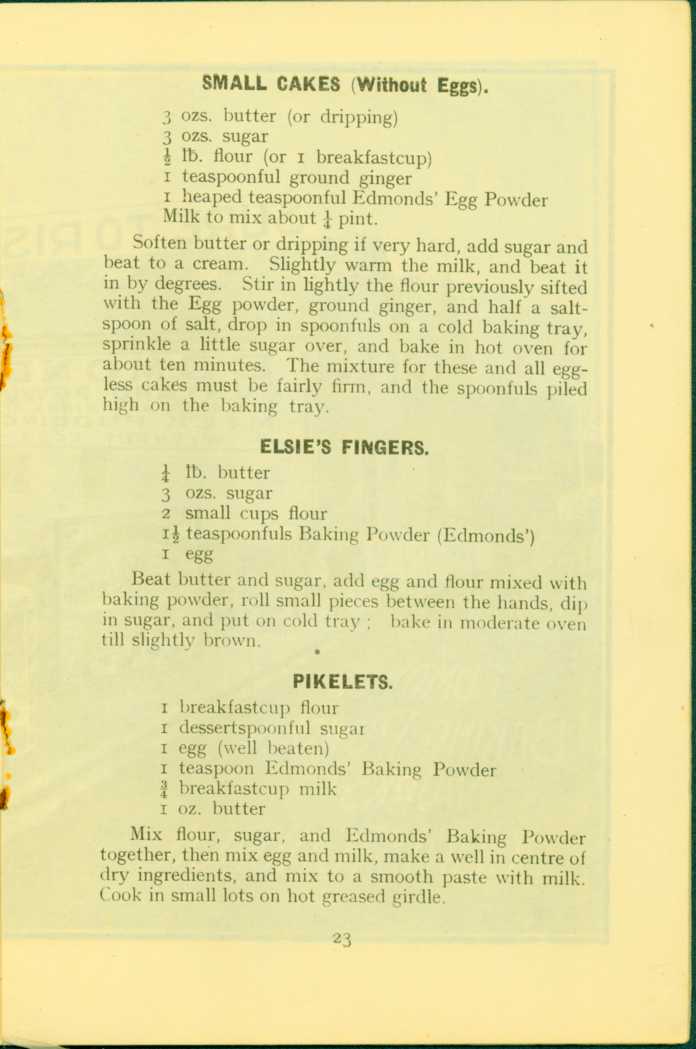 SMALL CAKES (Without Eggs).
3 ozs. butter (or dripping)
3 ozs. sugar
½ lb. flour (or 1 breakfastcup)
1 teaspoonful ground ginger
1 heaped teaspoonful Edmonds' Egg Powder
Milk to mix about ¼ pint.
Soften butter or dripping if very hard, add sugar and
beat to a cream. Slightly warm the milk, and beat it
in by degrees. Stir in lightly the flour previously sifted
with the Egg powder, ground ginger, and half a salt-
spoon of salt, drop in spoonfuls on a cold baking tray,
sprinkle a little sugar over, and bake in hot oven for
about ten minutes. The mixture for these and all egg-
less cakes must be fairly firm, and the spoonfuls piled
high on the baking tray.
ELSIE'S FINGERS.
¼ lb. butter
3 ozs. sugar
2 small cups flour
1½ teaspoonfuls Baking Powder (Edmonds')
1 egg
Beat butter and sugar, add egg and flour mixed with
baking powder, roll small pieces between the hands, dip
in sugar, and put on cold tray ; bake in moderate oven
till slightly brown.
PIKELETS.
1 breakfastcup flour
1 dessertspoonful sugar
1 egg (well beaten)
1 teaspoon Edmonds' Baking Powder
¾ breakfastcup milk
1 oz. butter
Mix flour, sugar, and Edmonds' Baking Powder
together, then mix egg and milk, make a well in centre of
dry ingredients, and mix to a smooth paste with milk.
Cook in small lots on hot greased girdle.
23